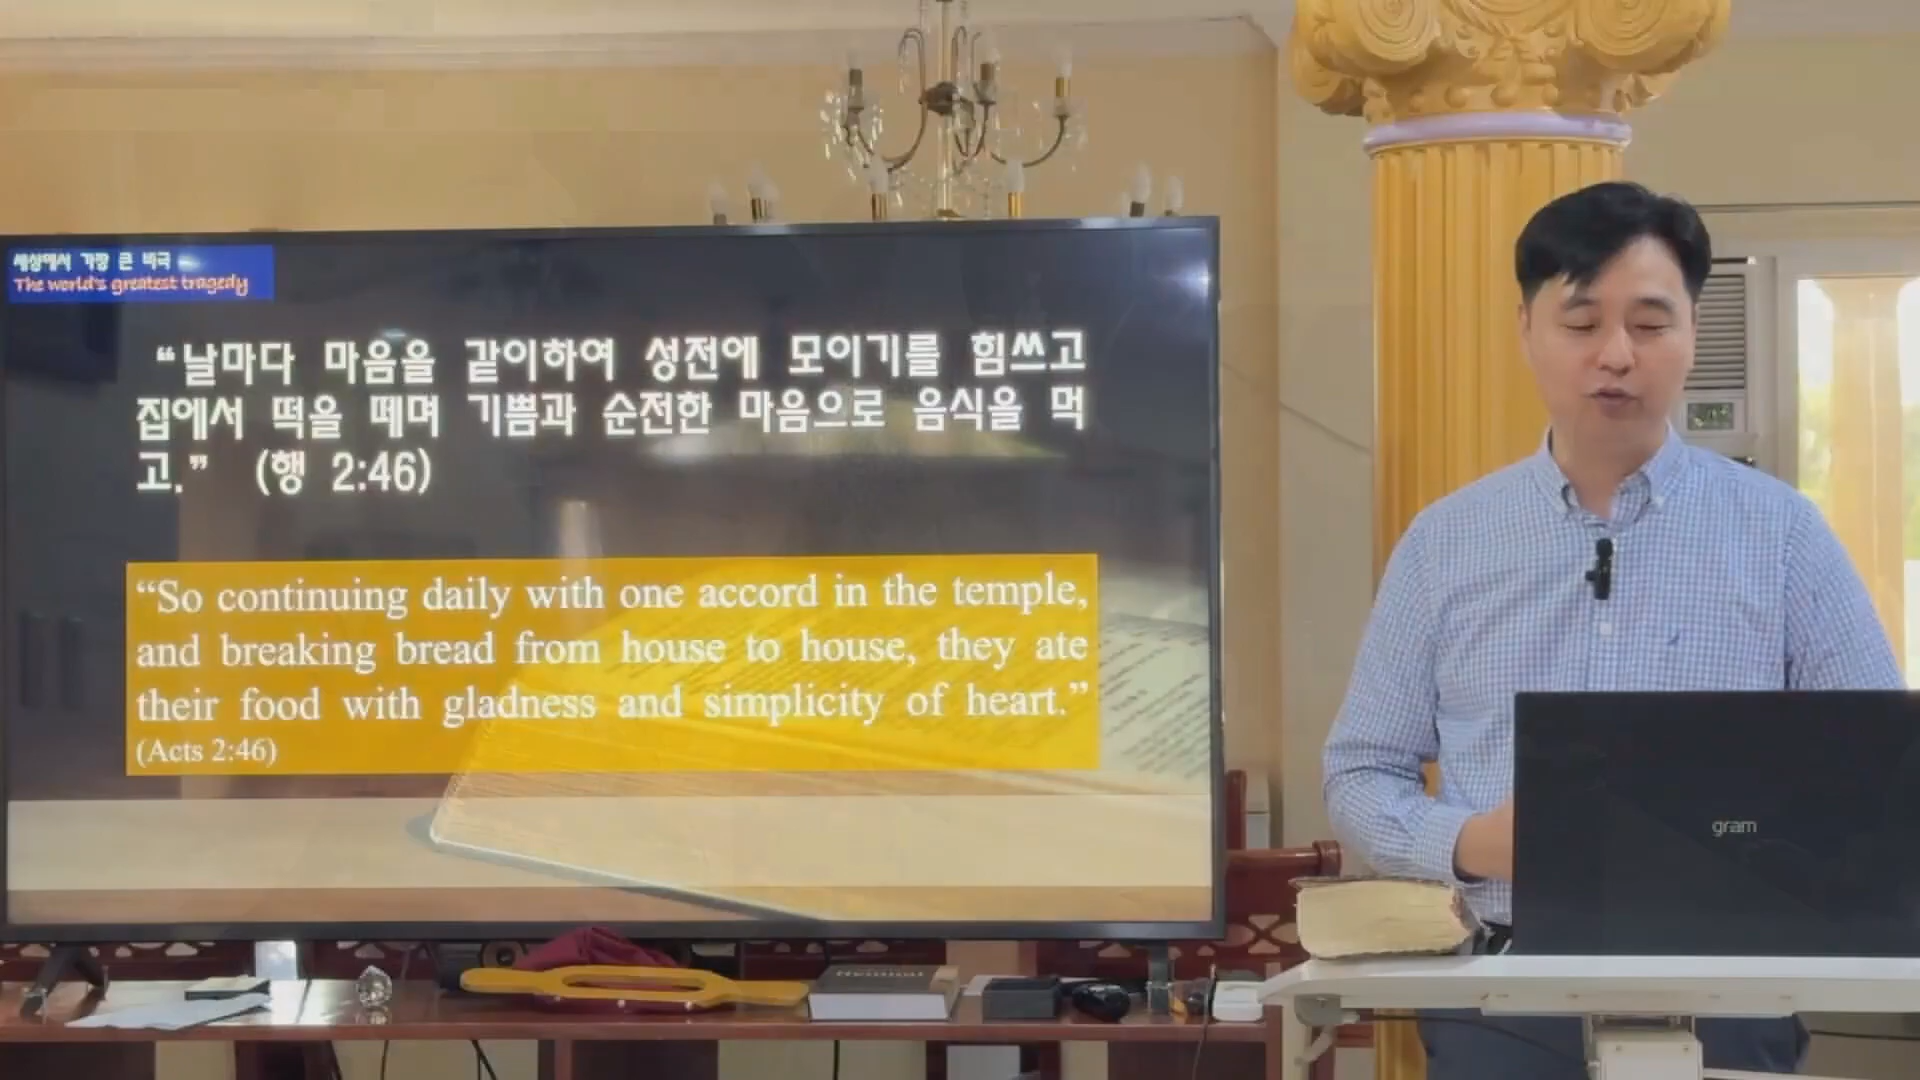 세상에서 가장 큰 비극
The world's greatest tragedy
“날마다 마음을 같이하여 성전에 모이기를 힘쓰고
집에서 떡을 떼며 기쁨과 순전한 마음으로 음식을 먹
고.” (행 2:46)
“So continuing daily with one accord in the temple,
and breaking bread from house to house, they ate
their food with gladness and simplicity of heart.”
(Acts 2:46)
gram
Hymnal